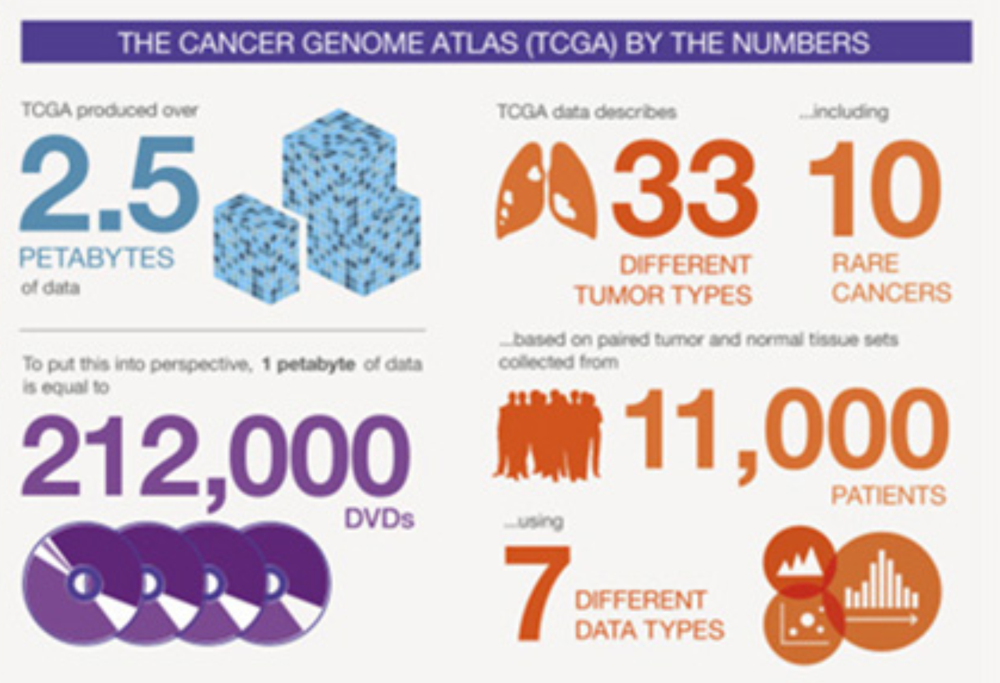 THE CANCER GENOME ATLAS (TCGA) BY THE NUMBERS
TCGA produced over
2.5
PETABYTES
of data
To put this into perspective, 1 petabyte of data
is equal to
212,000
DVDs
TCGA data describes
33
DIFFERENT
TUMOR TYPES
...including
10
RARE
CANCERS
...based on paired tumor and normal tissue sets
collected from
11,000
PATIENTS
...using
7
DIFFERENT
DATA TYPES